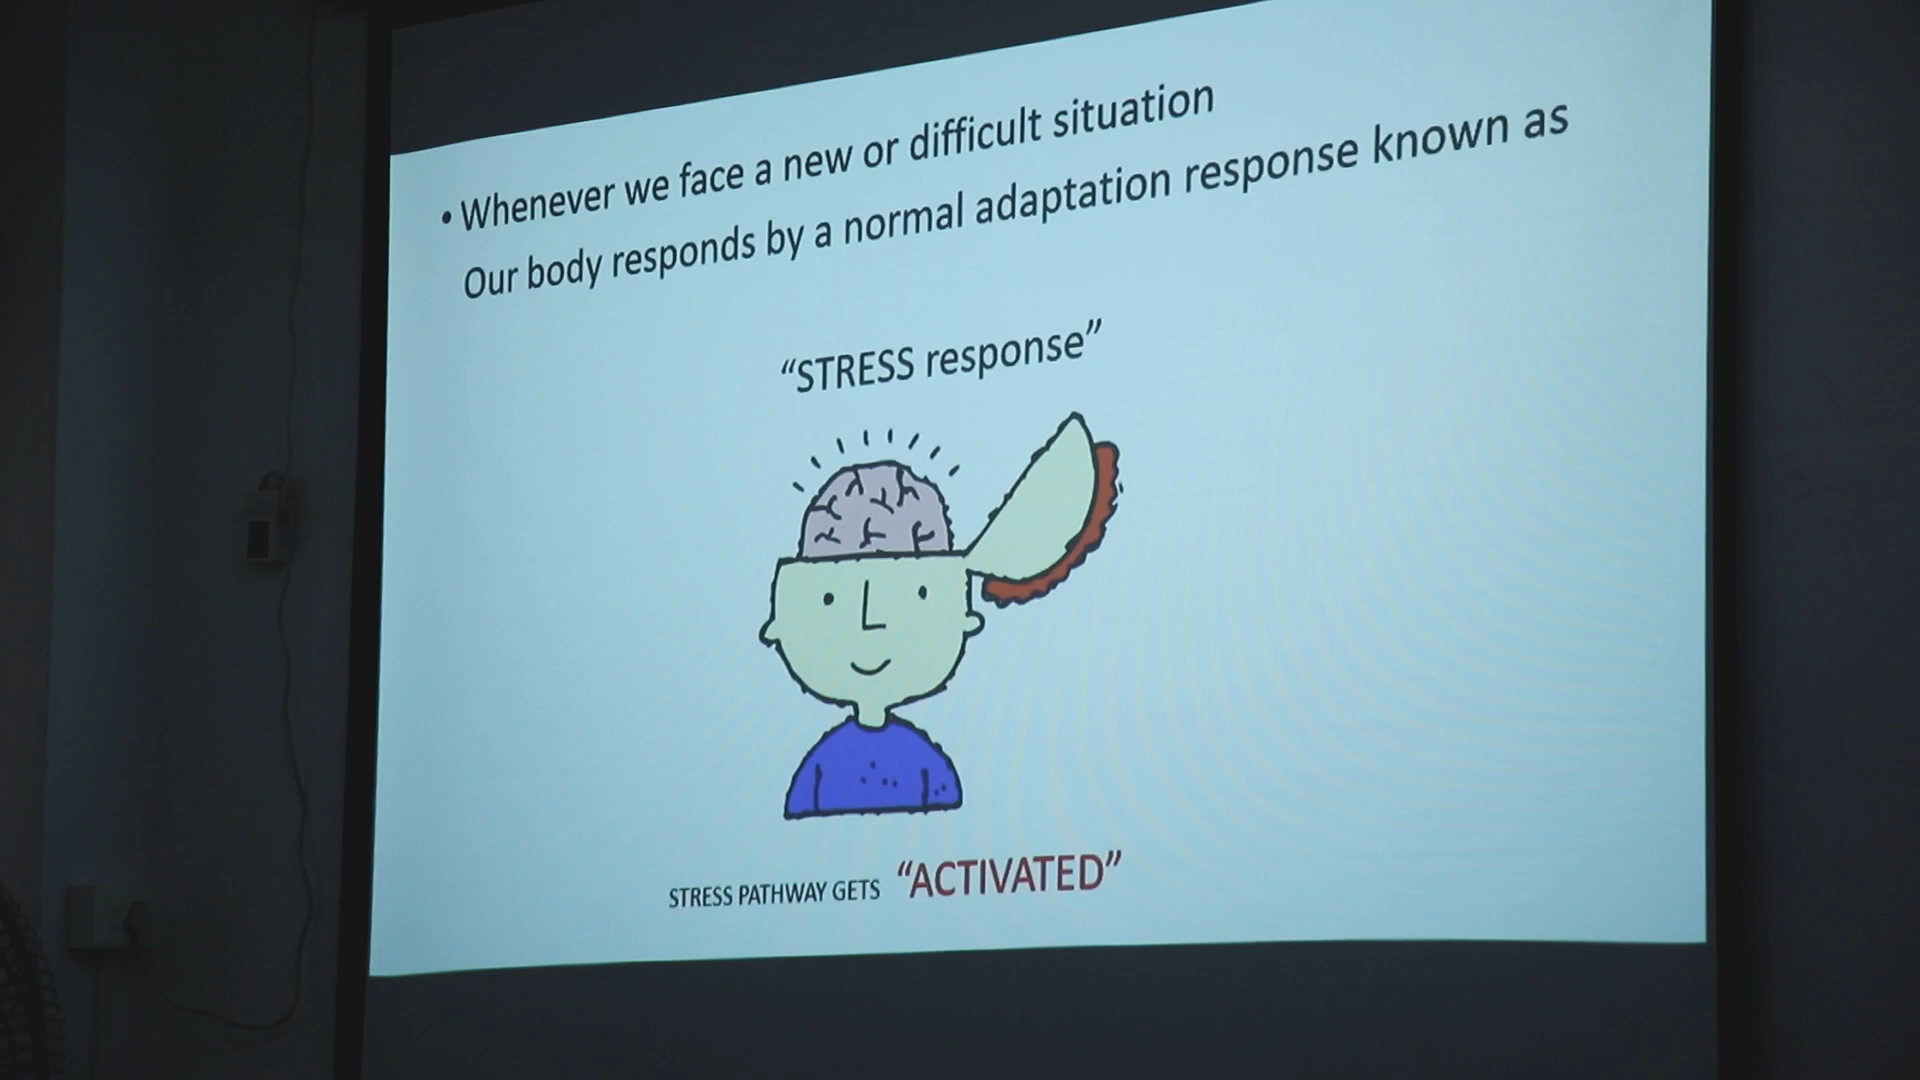 • Whenever we face a new or difficult situation
Our body responds by a normal adaptation response known as
“STRESS response”
STRESS PATHWAY GETS “ACTIVATED”